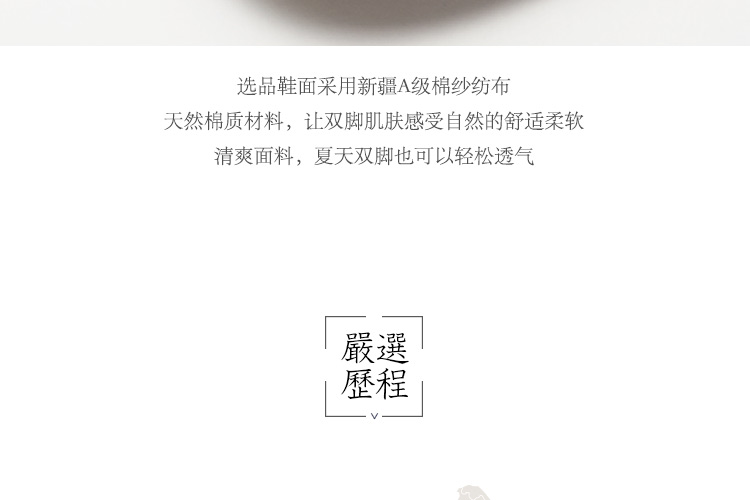 选品鞋面采用新疆A级棉纱纺布
天然棉质材料，让双脚肌肤感受自然的舒适柔软
清爽面料，夏天双脚也可以轻松透气
嚴選
歷程